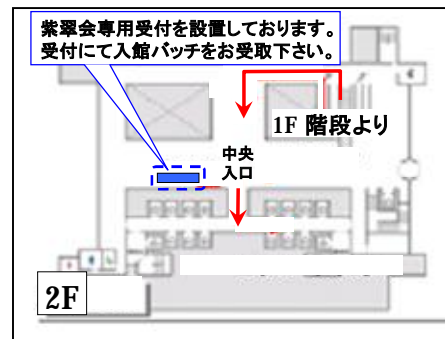 紫翠会専用受付を設置しております。
受付にて入館バッチをお受取下さい。
1F 階段より
中央
入口
2F